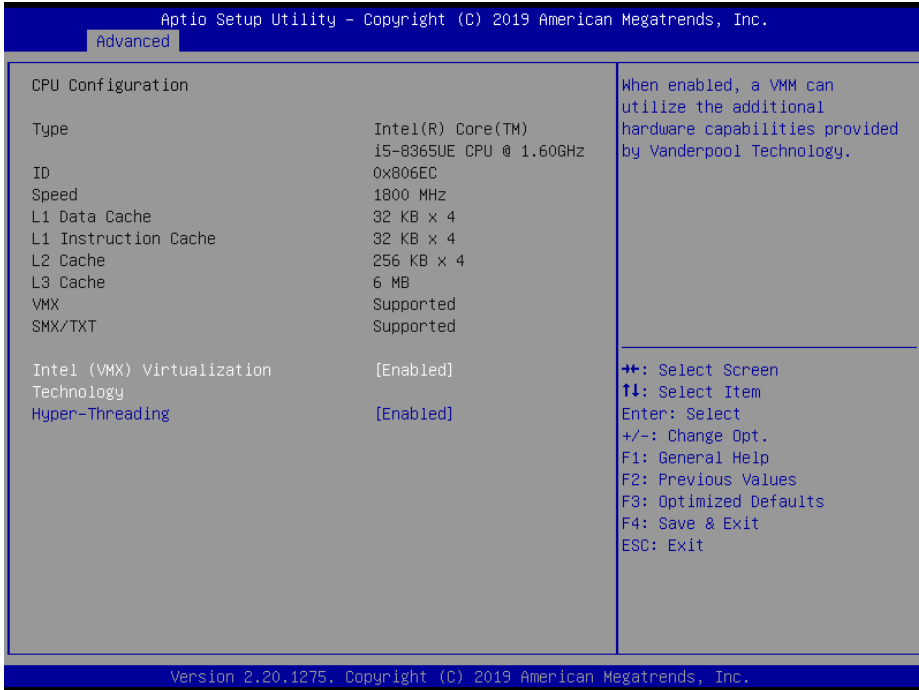 Aptio Setup Utility – Copyright (C) 2019 American Megatrends, Inc.
Advanced
CPU Configuration
Type Intel(R) Core(TM)
i5-8365UE CPU @ 1.60GHz
ID 0x806EC
Speed 1800 MHz
L1 Data Cache 32 KB x 4
L1 Instruction Cache 32 KB x 4
L2 Cache 256 KB x 4
L3 Cache 6 MB
VMX Supported
SMX/TXT Supported
Intel (VMX) Virtualization [Enabled]
Technology
Hyper-Threading [Enabled]
When enabled, a VMM can
utilize the additional
hardware capabilities provided
by Vanderpool Technology.
→←: Select Screen
↑↓: Select Item
Enter: Select
+/-: Change Opt.
F1: General Help
F2: Previous Values
F3: Optimized Defaults
F4: Save & Exit
ESC: Exit
Version 2.20.1275. Copyright (C) 2019 American Megatrends, Inc.